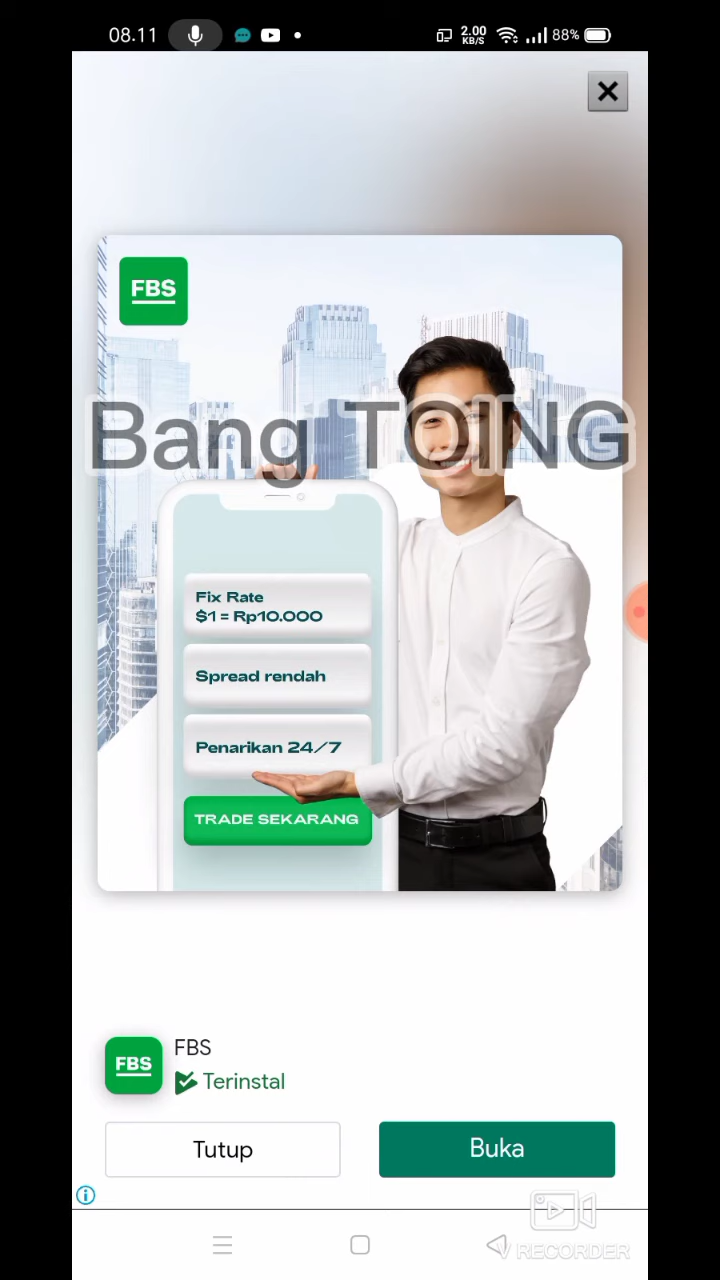 08.11
2.00
KB/S
88%
FBS
Bang TOING
Fix Rate
$1 = Rp10.000
Spread rendah
Penarikan 24/7
TRADE SEKARANG
FBS
FBS
Terinstal
Tutup
Buka
V RECORDER